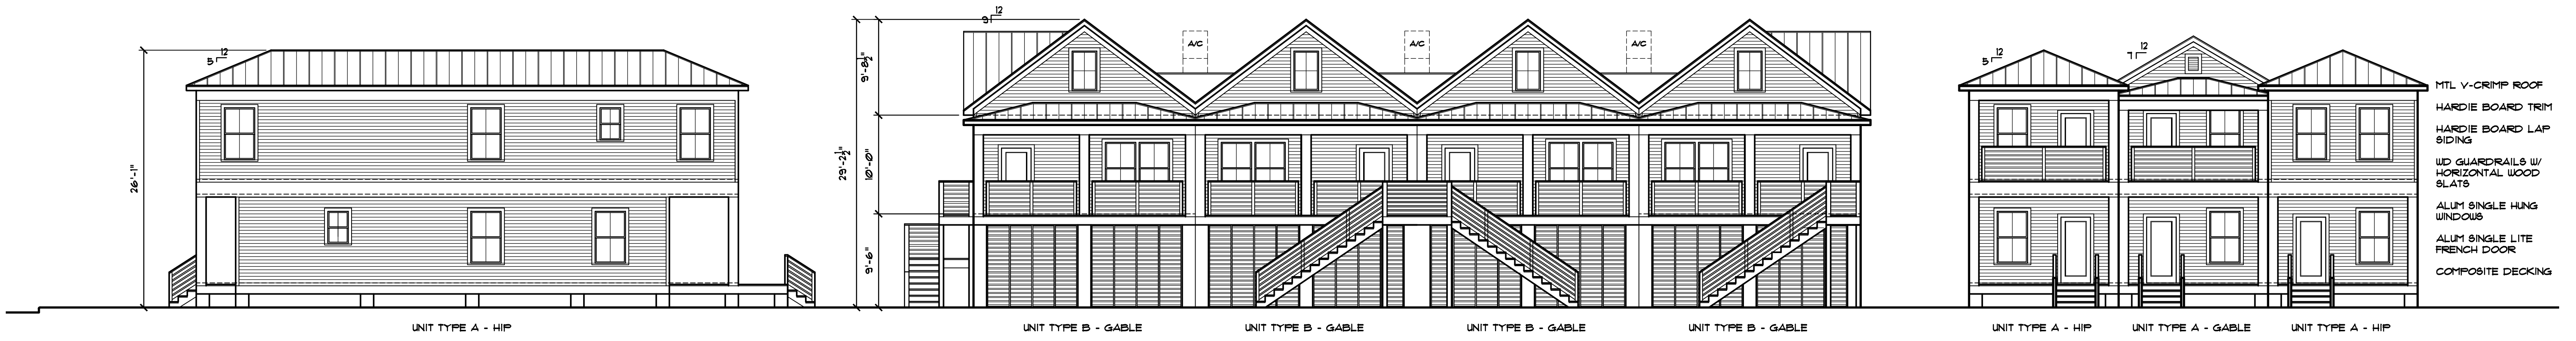 12
5
26'-1"
UNIT TYPE A - HIP
12
9
A/C
A/C
A/C
9'-8½"
29'-2½"
10'-0"
9'-6"
UNIT TYPE B - GABLE
UNIT TYPE B - GABLE
UNIT TYPE B - GABLE
UNIT TYPE B - GABLE
12
5
12
7
UNIT TYPE A - HIP
UNIT TYPE A - GABLE
UNIT TYPE A - HIP
MTL V-CRIMP ROOF
HARDIE BOARD TRIM
HARDIE BOARD LAP
SIDING
WD GUARDRAILS W/
HORIZONTAL WOOD
SLATS
ALUM SINGLE HUNG
WINDOWS
ALUM SINGLE LITE
FRENCH DOOR
COMPOSITE DECKING